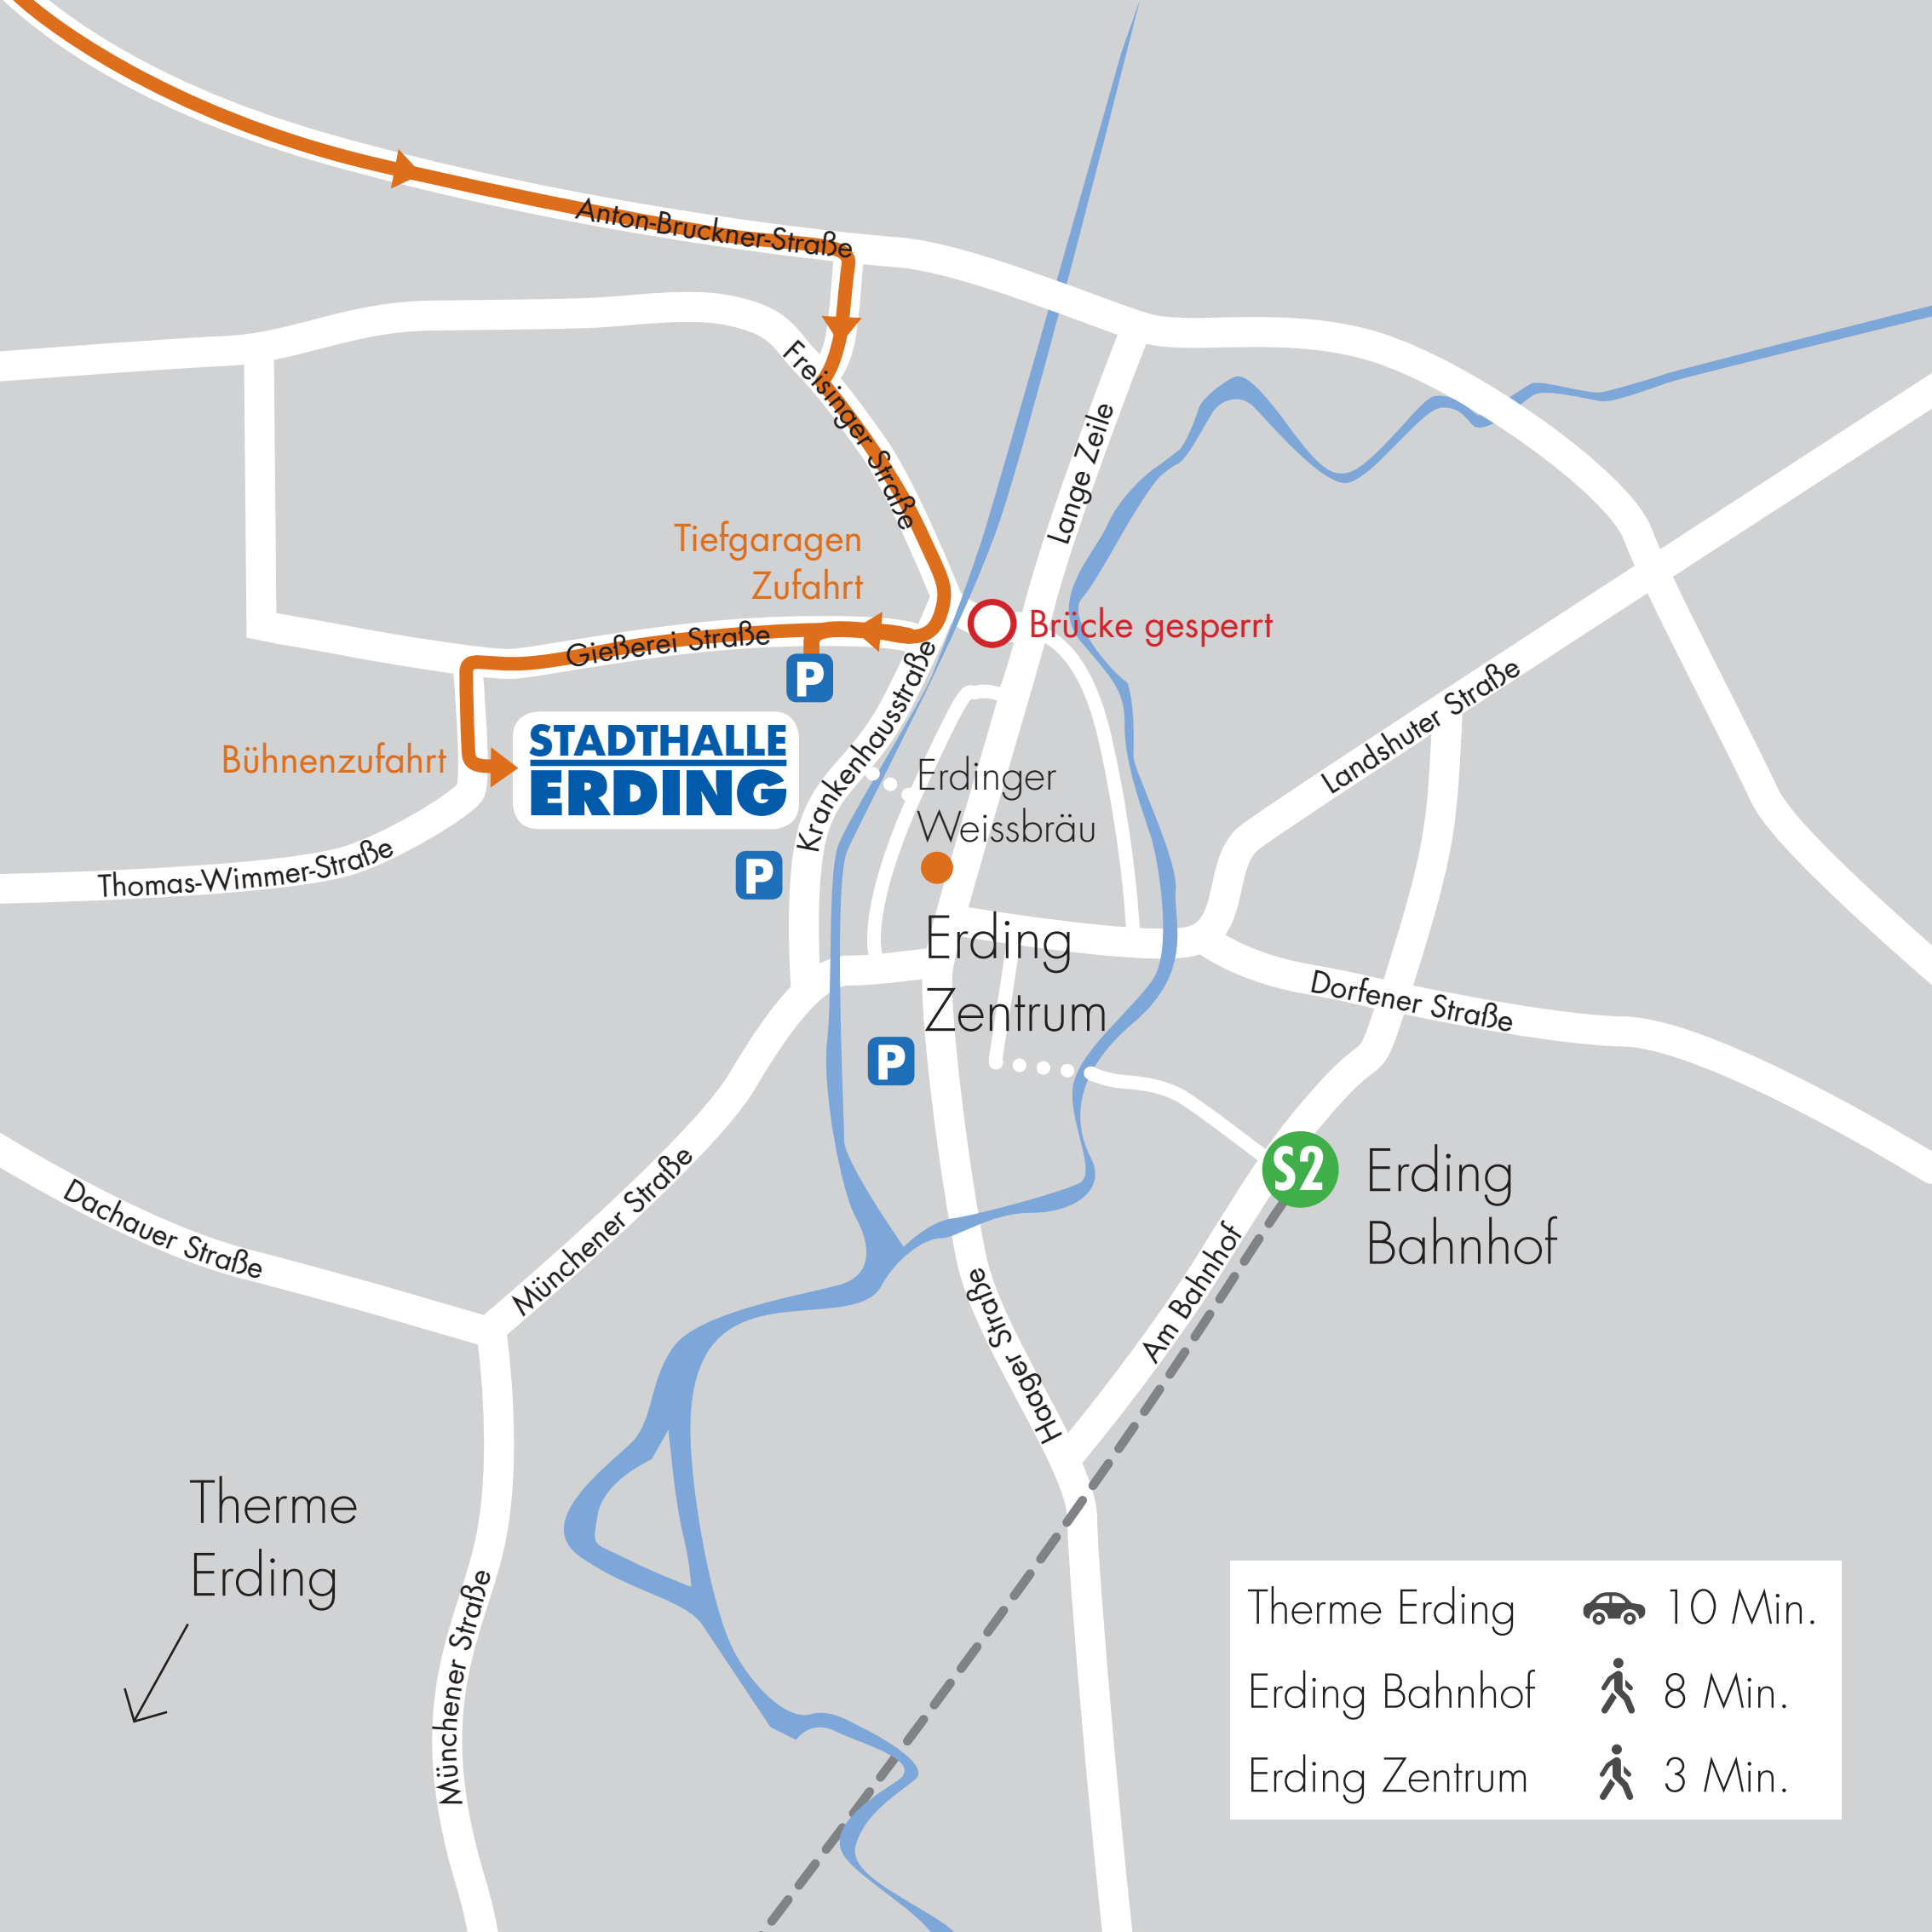 Anton-Bruckner-Straße
Freisinger Straße
Lange Zeile
Tiefgaragen
Zufahrt
Brücke gesperrt
Gießerei Straße
P
Krankenhausstraße
Landshuter Straße
Bühnenzufahrt
STADTHALLE
ERDING
Erdinger
Weissbräu
Thomas-Wimmer-Straße
P
Erding
Zentrum
Dorfener Straße
P
Dachauer Straße
Münchener Straße
S2
Erding
Bahnhof
Am Bahnhof
Haager Straße
Therme
Erding
Münchener Straße
Therme Erding 10 Min.
Erding Bahnhof 8 Min.
Erding Zentrum 3 Min.